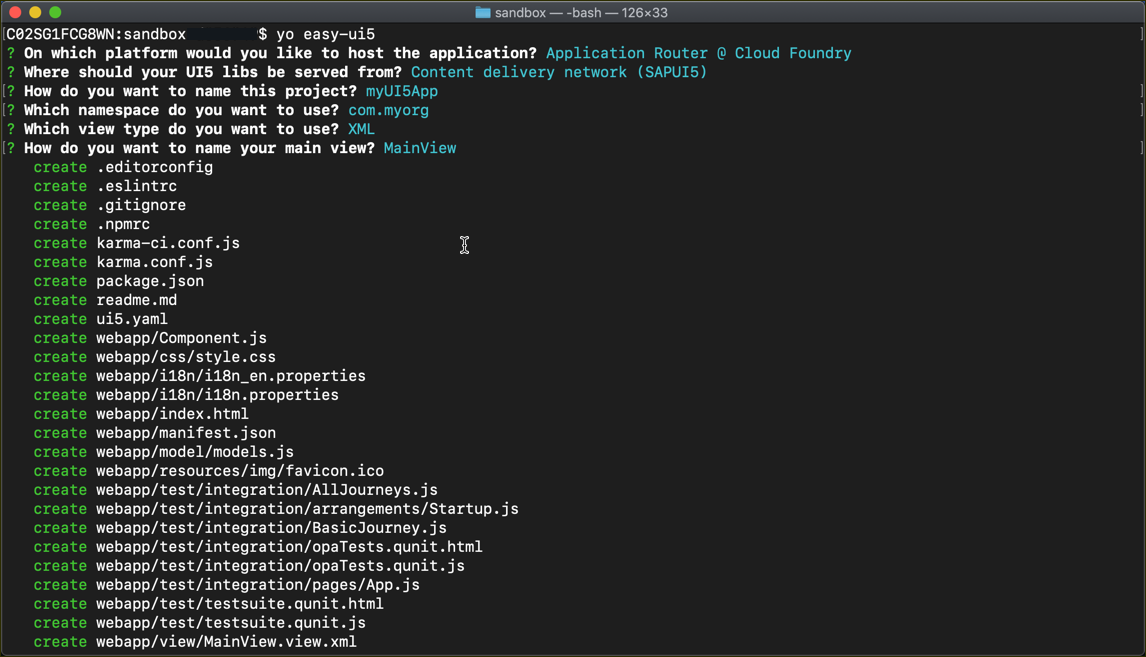 sandbox — -bash — 126×33
[C02SG1FCG8WN:sandbox $ yo easy-ui5 ]
? On which platform would you like to host the application? Application Router @ Cloud Foundry
? Where should your UI5 libs be served from? Content delivery network (SAPUI5)
[? How do you want to name this project? myUI5App ]
[? Which namespace do you want to use? com.myorg ]
? Which view type do you want to use? XML
[? How do you want to name your main view? MainView ]
create .editorconfig
create .eslintrc
create .gitignore
create .npmrc
create karma-ci.conf.js
create karma.conf.js
create package.json
create readme.md
create ui5.yaml
create webapp/Component.js
create webapp/css/style.css
create webapp/i18n/i18n_en.properties
create webapp/i18n/i18n.properties
create webapp/index.html
create webapp/manifest.json
create webapp/model/models.js
create webapp/resources/img/favicon.ico
create webapp/test/integration/AllJourneys.js
create webapp/test/integration/arrangements/Startup.js
create webapp/test/integration/BasicJourney.js
create webapp/test/integration/opaTests.qunit.html
create webapp/test/integration/opaTests.qunit.js
create webapp/test/integration/pages/App.js
create webapp/test/testsuite.qunit.html
create webapp/test/testsuite.qunit.js
create webapp/view/MainView.view.xml